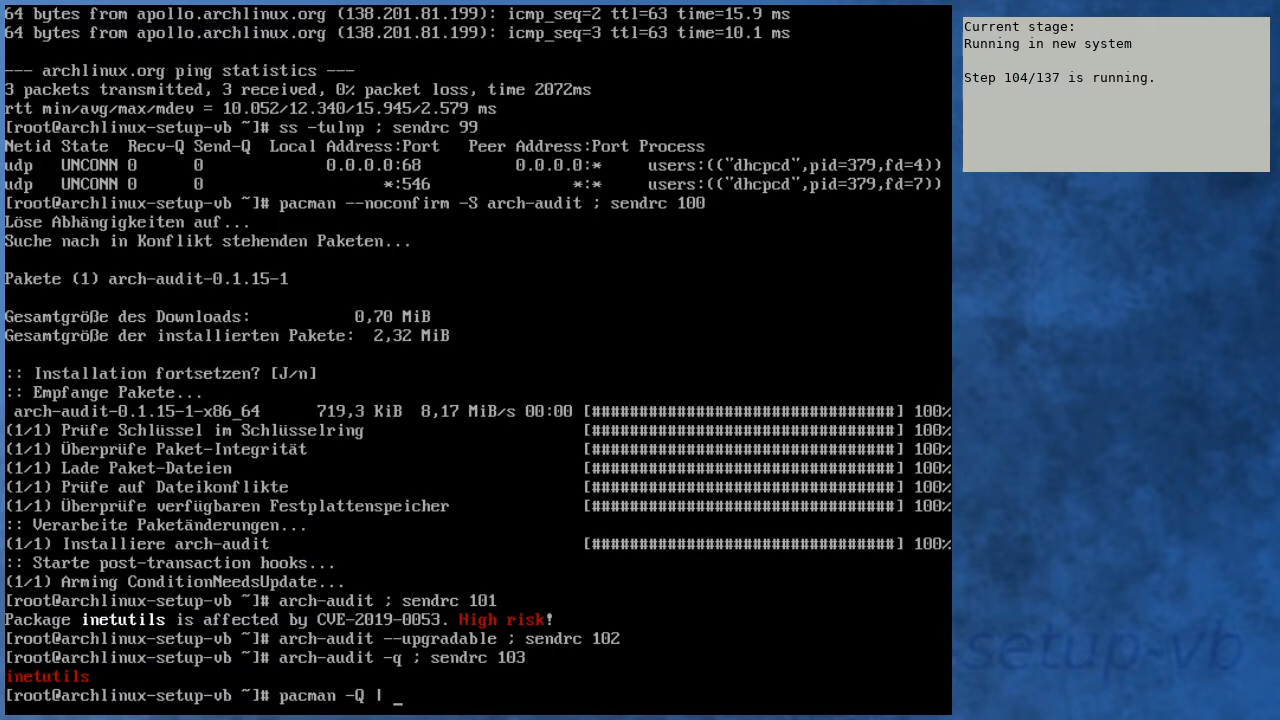 64 bytes from apollo.archlinux.org (138.201.81.199): icmp_seq=2 ttl=63 time=15.9 ms
64 bytes from apollo.archlinux.org (138.201.81.199): icmp_seq=3 ttl=63 time=10.1 ms
--- archlinux.org ping statistics ---
3 packets transmitted, 3 received, 0% packet loss, time 2072ms
rtt min/avg/max/mdev = 10.052/12.340/15.945/2.579 ms
[root@archlinux-setup-vb ~]# ss -tulnp ; sendrc 99
Netid State  Recv-Q Send-Q  Local Address:Port   Peer Address:Port Process
udp   UNCONN 0      0             0.0.0.0:68          0.0.0.0:*     users:(("dhcpcd",pid=379,fd=4))
udp   UNCONN 0      0                   *:546               *:*     users:(("dhcpcd",pid=379,fd=7))
[root@archlinux-setup-vb ~]# pacman --noconfirm -S arch-audit ; sendrc 100
Löse Abhängigkeiten auf...
Suche nach in Konflikt stehenden Paketen...
Pakete (1) arch-audit-0.1.15-1
Gesamtgröße des Downloads:           0,70 MiB
Gesamtgröße der installierten Pakete:  2,32 MiB
:: Installation fortsetzen? [J/n]
:: Empfange Pakete...
 arch-audit-0.1.15-1-x86_64      719,3 KiB  8,17 MiB/s 00:00 [################################] 100%
(1/1) Prüfe Schlüssel im Schlüsselring                       [################################] 100%
(1/1) Überprüfe Paket-Integrität                             [################################] 100%
(1/1) Lade Paket-Dateien                                     [################################] 100%
(1/1) Prüfe auf Dateikonflikte                               [################################] 100%
(1/1) Überprüfe verfügbaren Festplattenspeicher              [################################] 100%
:: Verarbeite Paketänderungen...
(1/1) Installiere arch-audit                                 [################################] 100%
:: Starte post-transaction hooks...
(1/1) Arming ConditionNeedsUpdate...
[root@archlinux-setup-vb ~]# arch-audit ; sendrc 101
Package inetutils is affected by CVE-2019-0053. High risk!
[root@archlinux-setup-vb ~]# arch-audit --upgradable ; sendrc 102
[root@archlinux-setup-vb ~]# arch-audit -q ; sendrc 103
inetutils
[root@archlinux-setup-vb ~]# pacman -Q | _
Current stage:
Running in new system
Step 104/137 is running.
setup-vb